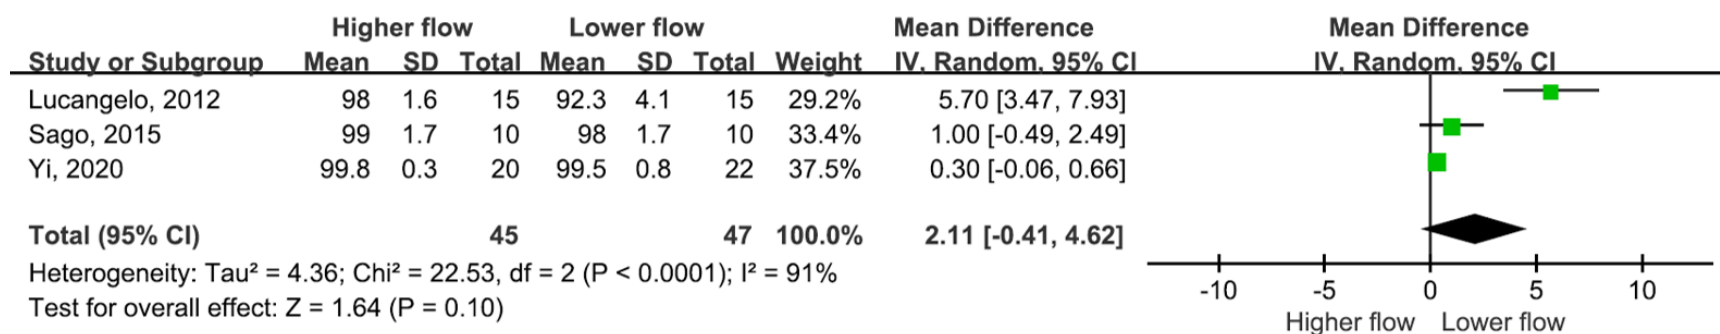 Higher flow Lower flow Mean Difference Mean Difference
Study or Subgroup Mean SD Total Mean SD Total Weight IV. Random. 95% CI IV. Random. 95% CI
Lucangelo, 2012 98 1.6 15 92.3 4.1 15 29.2% 5.70 [3.47, 7.93]
Sago, 2015 99 1.7 10 98 1.7 10 33.4% 1.00 [-0.49, 2.49]
Yi, 2020 99.8 0.3 20 99.5 0.8 22 37.5% 0.30 [-0.06, 0.66]
Total (95% CI) 45 47 100.0% 2.11 [-0.41, 4.62]
Heterogeneity: Tau² = 4.36; Chi² = 22.53, df = 2 (P < 0.0001); I² = 91%
Test for overall effect: Z = 1.64 (P = 0.10)
-10 -5 0 5 10
Higher flow Lower flow